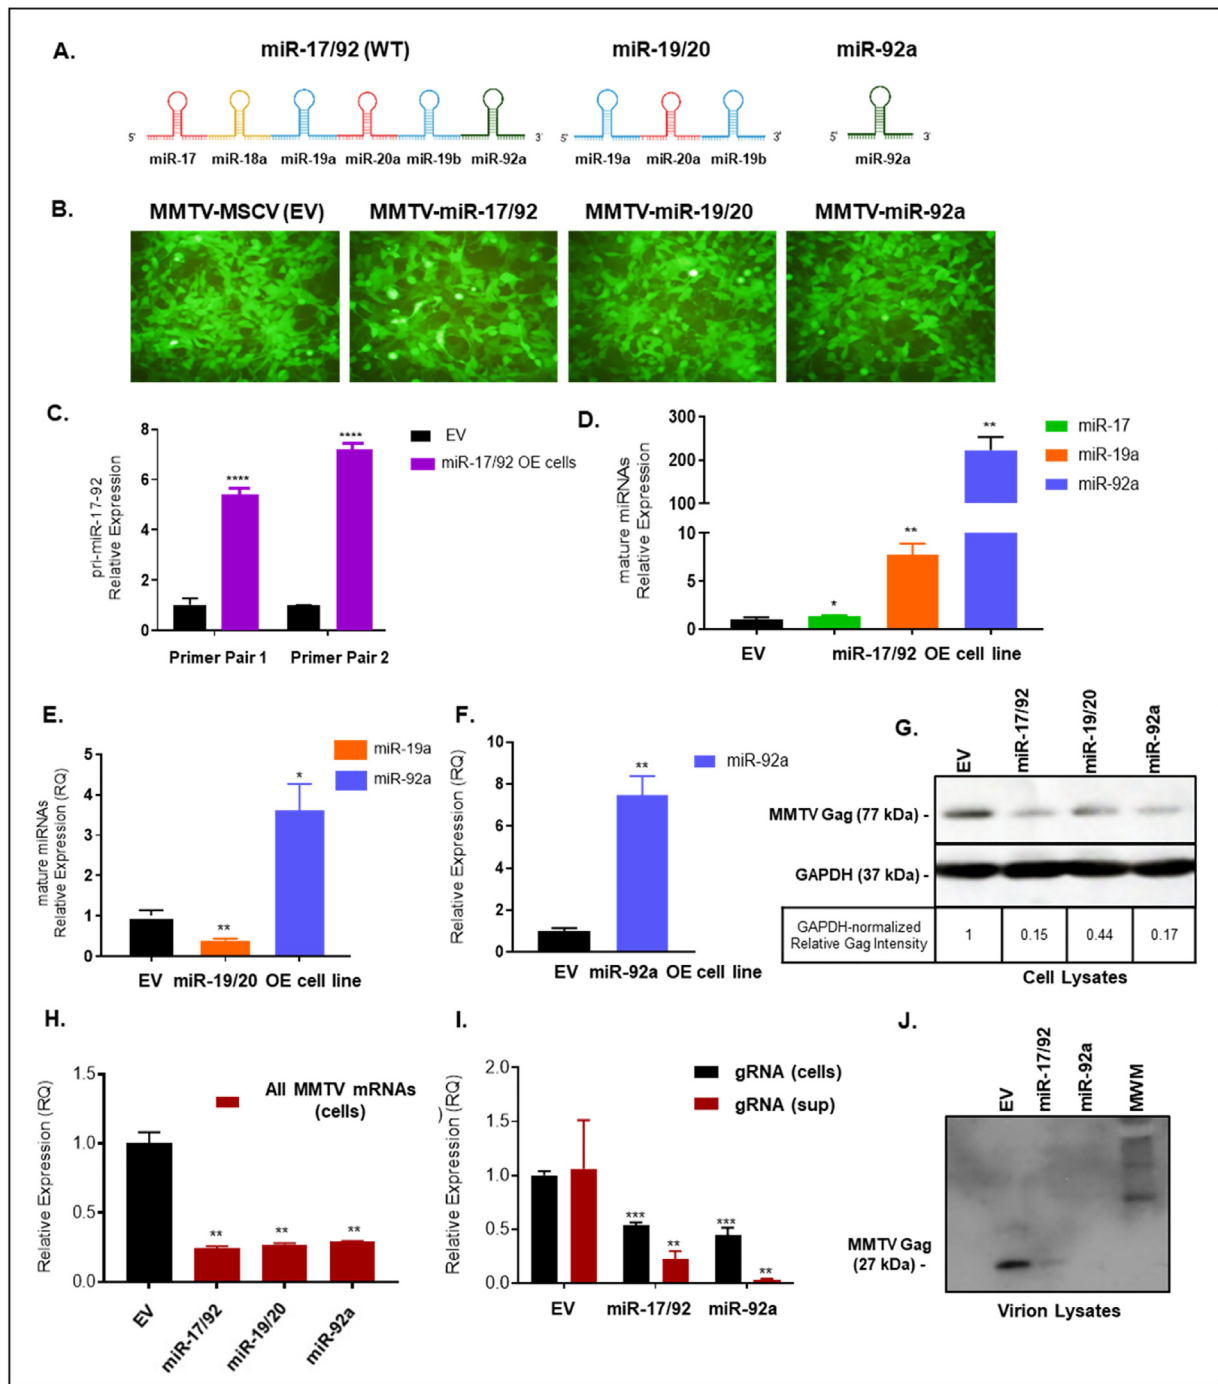 A.
miR-17/92 (WT) miR-19/20 miR-92a
5' 3' 5' 3' 5' 3'
miR-17 miR-18a miR-19a miR-20a miR-19b miR-92a miR-19a miR-20a miR-19b miR-92a
B.
MMTV-MSCV (EV) MMTV-miR-17/92 MMTV-miR-19/20 MMTV-miR-92a
C.
pri-miR-17-92
Relative Expression
8
6
4
2
0
****
****
EV
miR-17/92 OE cells
Primer Pair 1 Primer Pair 2
D.
mature miRNAs
Relative Expression
300
200
100
10
5
0
*
**
**
miR-17
miR-19a
miR-92a
EV miR-17/92 OE cell line
E.
mature miRNAs
Relative Expression (RQ)
5
4
3
2
1
0
**
*
miR-19a
miR-92a
EV miR-19/20 OE cell line
F.
Relative Expression (RQ)
10
8
6
4
2
0
**
miR-92a
EV miR-92a OE cell line
G.
EV miR-17/92 miR-19/20 miR-92a
MMTV Gag (77 kDa) -
GAPDH (37 kDa) -
GAPDH-normalized
Relative Gag Intensity
1 0.15 0.44 0.17
Cell Lysates
H.
Relative Expression (RQ)
1.5
1.0
0.5
0.0
** ** **
All MMTV mRNAs
(cells)
EV miR-17/92 miR-19/20 miR-92a
I.
)
Relative Expression (RQ)
2.0
1.5
1.0
0.5
0.0
*** ** *** **
gRNA (cells)
gRNA (sup)
EV miR-17/92 miR-92a
J.
EV miR-17/92 miR-92a MWM
MMTV Gag
(27 kDa) -
Virion Lysates